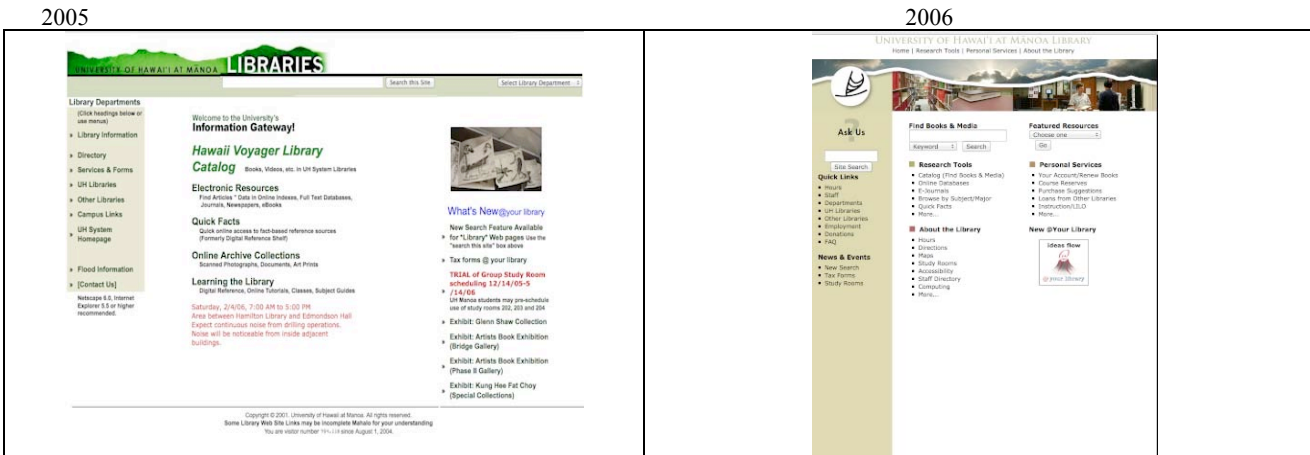 2005
2006
UNIVERSITY OF HAWAI'I AT MĀNOA LIBRARIES
Search this Site
Select Library Department
Library Departments
(Click headings below or
use menus)
Library Information
Directory
Services & Forms
UH Libraries
Other Libraries
Campus Links
UH System
Homepage
Flood Information
[Contact Us]
Netscape 6.0, Internet
Explorer 5.5 or higher
recommended.
Welcome to the University's
Information Gateway!
Hawaii Voyager Library
Catalog Books, Videos, etc. in UH System Libraries
Electronic Resources
Find Articles * Data in Online Indexes, Full Text Databases,
Journals, Newspapers, eBooks
Quick Facts
Quick online access to fact-based reference sources
(Formerly Digital Reference Shelf)
Online Archive Collections
Scanned Photographs, Documents, Art Prints
Learning the Library
Digital Reference, Online Tutorials, Classes, Subject Guides
Saturday, 2/4/06, 7:00 AM to 5:00 PM
Area between Hamilton Library and Edmondson Hall
Expect continuous noise from drilling operations.
Noise will be noticeable from inside adjacent
buildings.
What's New@your library
New Search Feature Available
for "Library" Web pages Use the
"search this site" box above
Tax forms @ your library
TRIAL of Group Study Room
scheduling 12/14/05-5
/14/06
UH Manoa students may pre-schedule
use of study rooms 202, 203 and 204
Exhibit: Glenn Shaw Collection
Exhibit: Artists Book Exhibition
(Bridge Gallery)
Exhibit: Artists Book Exhibition
(Phase II Gallery)
Exhibit: Kung Hee Fat Choy
(Special Collections)
Copyright © 2001. University of Hawaii at Manoa. All rights reserved.
Some Library Web Site Links may be incomplete Mahalo for your understanding
You are visitor number since August 1, 2004.
UNIVERSITY OF HAWAI'I AT MĀNOA LIBRARY
Home | Research Tools | Personal Services | About the Library
?
Ask Us
Site Search
Quick Links
Hours
Staff
Departments
UH Libraries
Other Libraries
Employment
Donations
FAQ
News & Events
New Search
Tax Forms
Study Rooms
Find Books & Media
Keyword
Search
Research Tools
Catalog (Find Books & Media)
Online Databases
E-Journals
Browse by Subject/Major
Quick Facts
More...
About the Library
Hours
Directions
Maps
Study Rooms
Accessibility
Staff Directory
Computing
More...
Featured Resources
Choose one
Go
Personal Services
Your Account/Renew Books
Course Reserves
Purchase Suggestions
Loans from Other Libraries
Instruction/LILO
More...
New @Your Library
ideas flow
@ your library